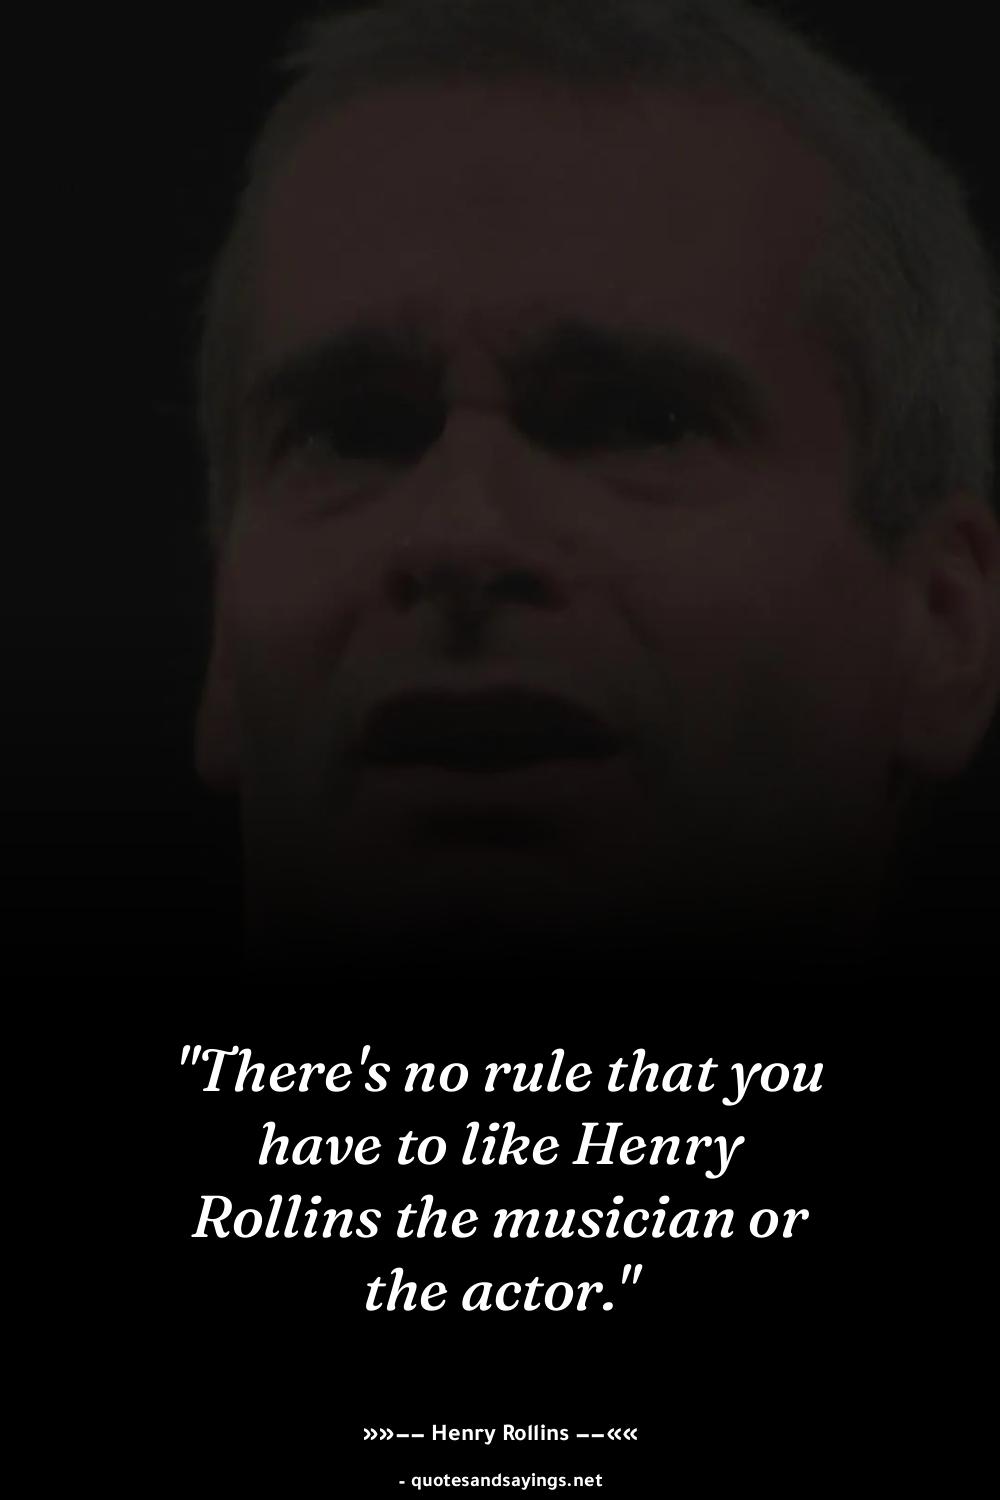 "There's no rule that you
have to like Henry
Rollins the musician or
the actor."
»»—— Henry Rollins ——««
- quotesandsayings.net